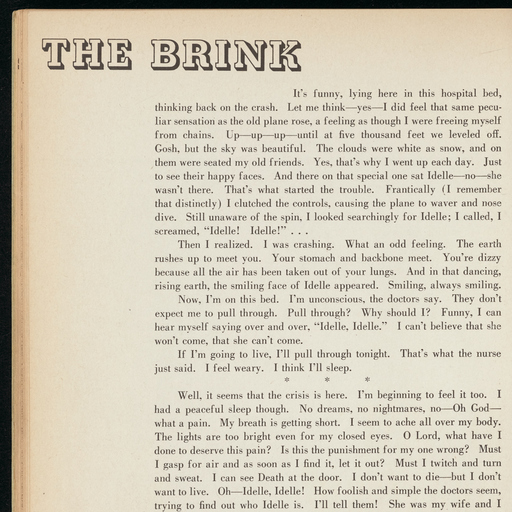 THE BRINK
It's funny, lying here in this hospital bed,
thinking back on the crash. Let me think—yes—I did feel that same pecu-
liar sensation as the old plane rose, a feeling as though I were freeing myself
from chains. Up—up—up—until at five thousand feet we leveled off.
Gosh, but the sky was beautiful. The clouds were white as snow, and on
them were seated my old friends. Yes, that's why I went up each day. Just
to see their happy faces. And there on that special one sat Idelle—no—she
wasn't there. That's what started the trouble. Frantically (I remember
that distinctly) I clutched the controls, causing the plane to waver and nose
dive. Still unaware of the spin, I looked searchingly for Idelle; I called, I
screamed, "Idelle! Idelle!" . . .
Then I realized. I was crashing. What an odd feeling. The earth
rushes up to meet you. Your stomach and backbone meet. You're dizzy
because all the air has been taken out of your lungs. And in that dancing,
rising earth, the smiling face of Idelle appeared. Smiling, always smiling.
Now, I'm on this bed. I'm unconscious, the doctors say. They don't
expect me to pull through. Pull through? Why should I? Funny, I can
hear myself saying over and over, "Idelle, Idelle." I can't believe that she
won't come, that she can't come.
If I'm going to live, I'll pull through tonight. That's what the nurse
just said. I feel weary. I think I'll sleep.
* * *
Well, it seems that the crisis is here. I'm beginning to feel it too. I
had a peaceful sleep though. No dreams, no nightmares, no—Oh God—
what a pain. My breath is getting short. I seem to ache all over my body.
The lights are too bright even for my closed eyes. O Lord, what have I
done to deserve this pain? Is this the punishment for my one wrong? Must
I gasp for air and as soon as I find it, let it out? Must I twitch and turn
and sweat. I can see Death at the door. I don't want to die—but I don't
want to live. Oh—Idelle, Idelle! How foolish and simple the doctors seem,
trying to find out who Idelle is. I'll tell them! She was my wife and I